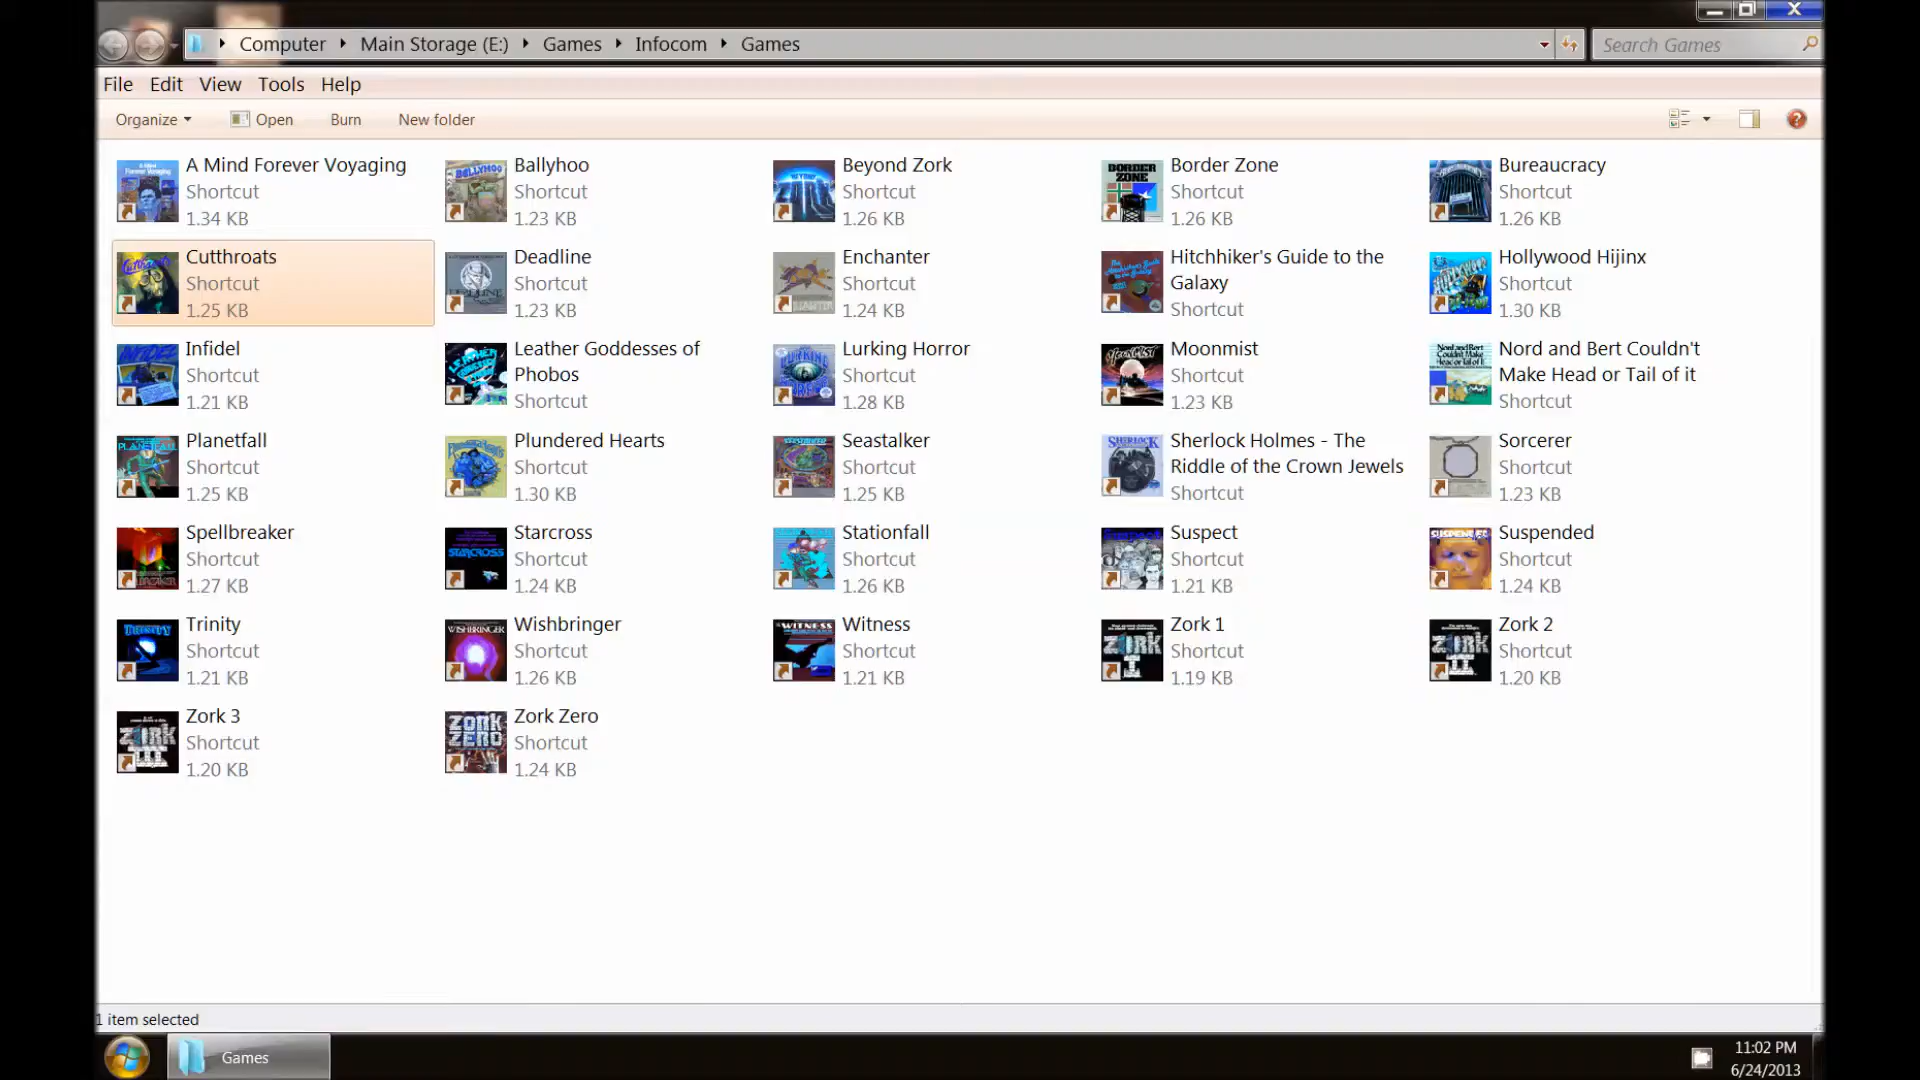 Computer Main Storage (E:) Games Infocom Games
Search Games
File Edit View Tools Help
Organize Open Burn New folder
A Mind Forever Voyaging
Shortcut
1.34 KB
Ballyhoo
Shortcut
1.23 KB
Beyond Zork
Shortcut
1.26 KB
Border Zone
Shortcut
1.26 KB
Bureaucracy
Shortcut
1.26 KB
Cutthroats
Shortcut
1.25 KB
Deadline
Shortcut
1.23 KB
Enchanter
Shortcut
1.24 KB
Hitchhiker's Guide to the
Galaxy
Shortcut
Hollywood Hijinx
Shortcut
1.30 KB
Infidel
Shortcut
1.21 KB
Leather Goddesses of
Phobos
Shortcut
Lurking Horror
Shortcut
1.28 KB
Moonmist
Shortcut
1.23 KB
Nord and Bert Couldn't
Make Head or Tail of it
Shortcut
Planetfall
Shortcut
1.25 KB
Plundered Hearts
Shortcut
1.30 KB
Seastalker
Shortcut
1.25 KB
Sherlock Holmes - The
Riddle of the Crown Jewels
Shortcut
Sorcerer
Shortcut
1.23 KB
Spellbreaker
Shortcut
1.27 KB
Starcross
Shortcut
1.24 KB
Stationfall
Shortcut
1.26 KB
Suspect
Shortcut
1.21 KB
Suspended
Shortcut
1.24 KB
Trinity
Shortcut
1.21 KB
Wishbringer
Shortcut
1.26 KB
Witness
Shortcut
1.21 KB
Zork 1
Shortcut
1.19 KB
Zork 2
Shortcut
1.20 KB
Zork 3
Shortcut
1.20 KB
Zork Zero
Shortcut
1.24 KB
1 item selected
Games
11:02 PM
6/24/2013